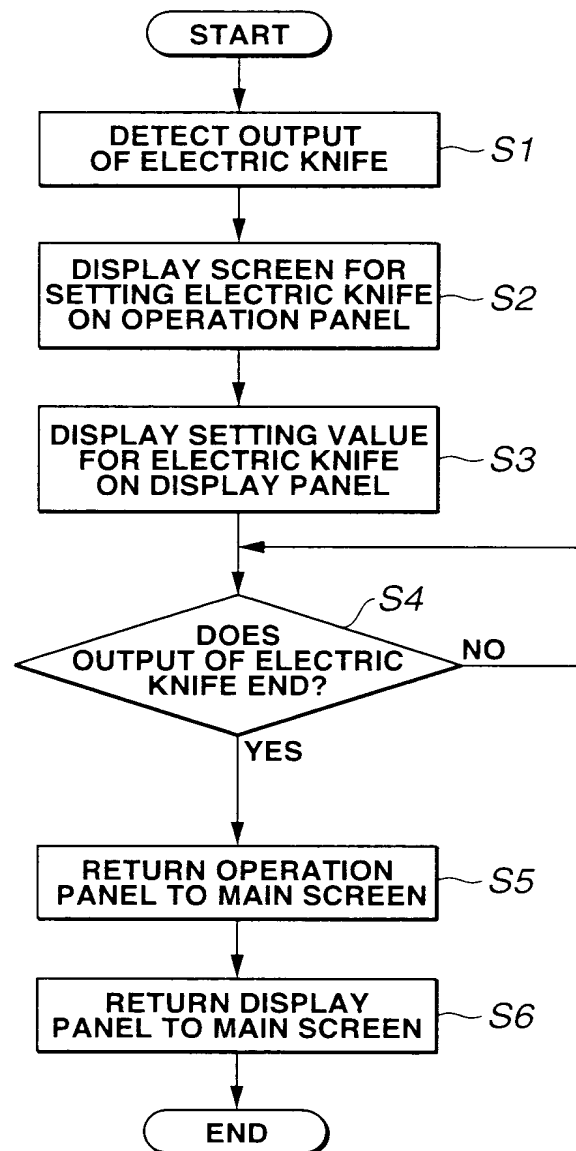 START
DETECT OUTPUT
OF ELECTRIC KNIFE
S1
DISPLAY SCREEN FOR
SETTING ELECTRIC KNIFE
ON OPERATION PANEL
S2
DISPLAY SETTING VALUE
FOR ELECTRIC KNIFE
ON DISPLAY PANEL
S3
S4
DOES
OUTPUT OF ELECTRIC
KNIFE END?
NO
YES
RETURN OPERATION
PANEL TO MAIN SCREEN
S5
RETURN DISPLAY
PANEL TO MAIN SCREEN
S6
END